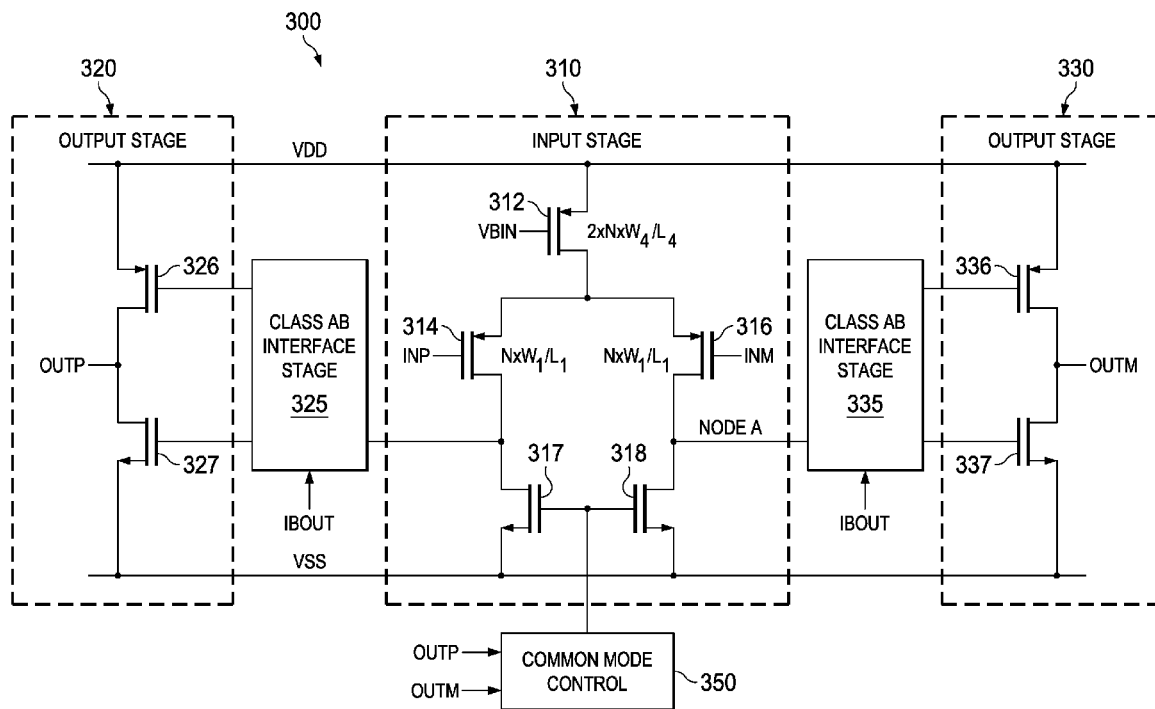 300
320
310
330
OUTPUT STAGE
INPUT STAGE
OUTPUT STAGE
VDD
312
VBIN
2xNxW4/L4
326
336
CLASS AB
INTERFACE
STAGE
325
314
INP
NxW1/L1
NxW1/L1
316
INM
CLASS AB
INTERFACE
STAGE
335
OUTP
OUTM
NODE A
327
317
318
337
IBOUT
IBOUT
VSS
OUTP
OUTM
COMMON MODE
CONTROL
350